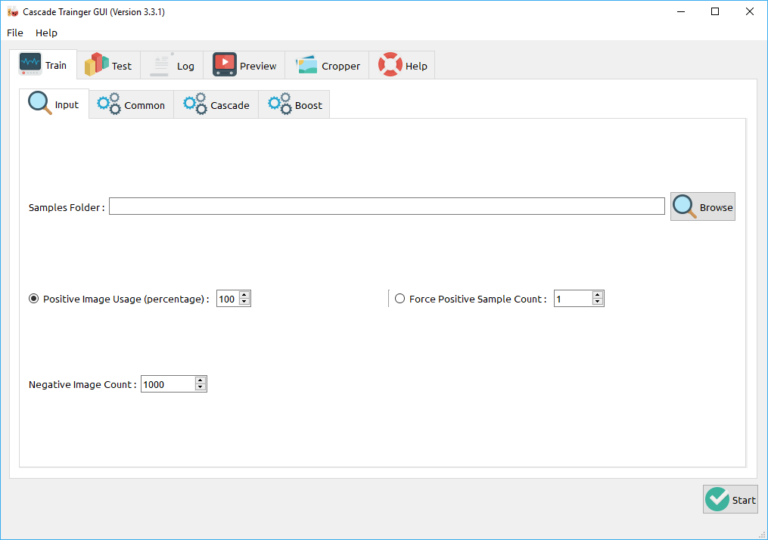 Cascade Trainger GUI (Version 3.3.1)
File Help
Train Test Log Preview Cropper Help
Input Common Cascade Boost
Samples Folder : Browse
Positive Image Usage (percentage) : 100 Force Positive Sample Count : 1
Negative Image Count : 1000
Start